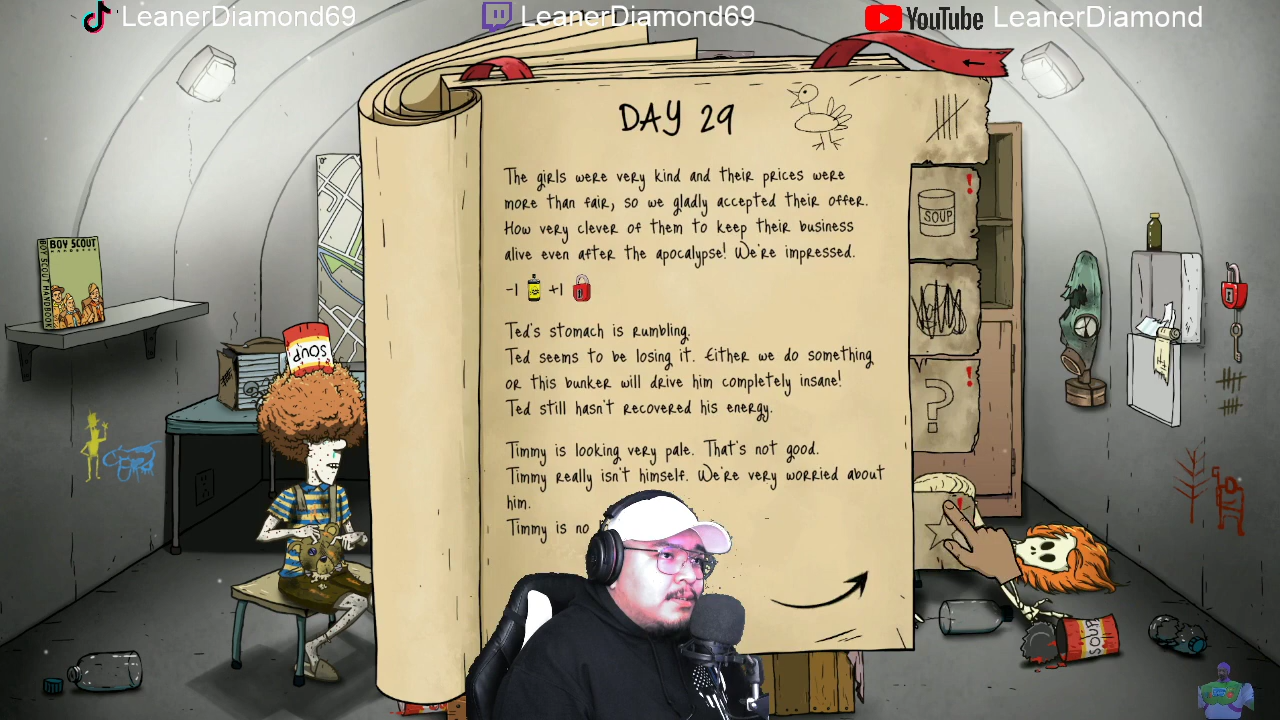 LeanerDiamond69
LeanerDiamond69
YouTube LeanerDiamond
DAY 29
The girls were very kind and their prices were
more than fair, so we gladly accepted their offer.
How very clever of them to keep their business
alive even after the apocalypse! We're impressed.
-1 +1
Ted's stomach is rumbling.
Ted seems to be losing it. Either we do something
or this bunker will drive him completely insane!
Ted still hasn't recovered his energy.
Timmy is looking very pale. That's not good.
Timmy really isn't himself. We're very worried about
him.
Timmy is no
SOUP
!
?
!
!
BOY SCOUT
BOY SCOUT HANDBOOK
SOUP
SOUP